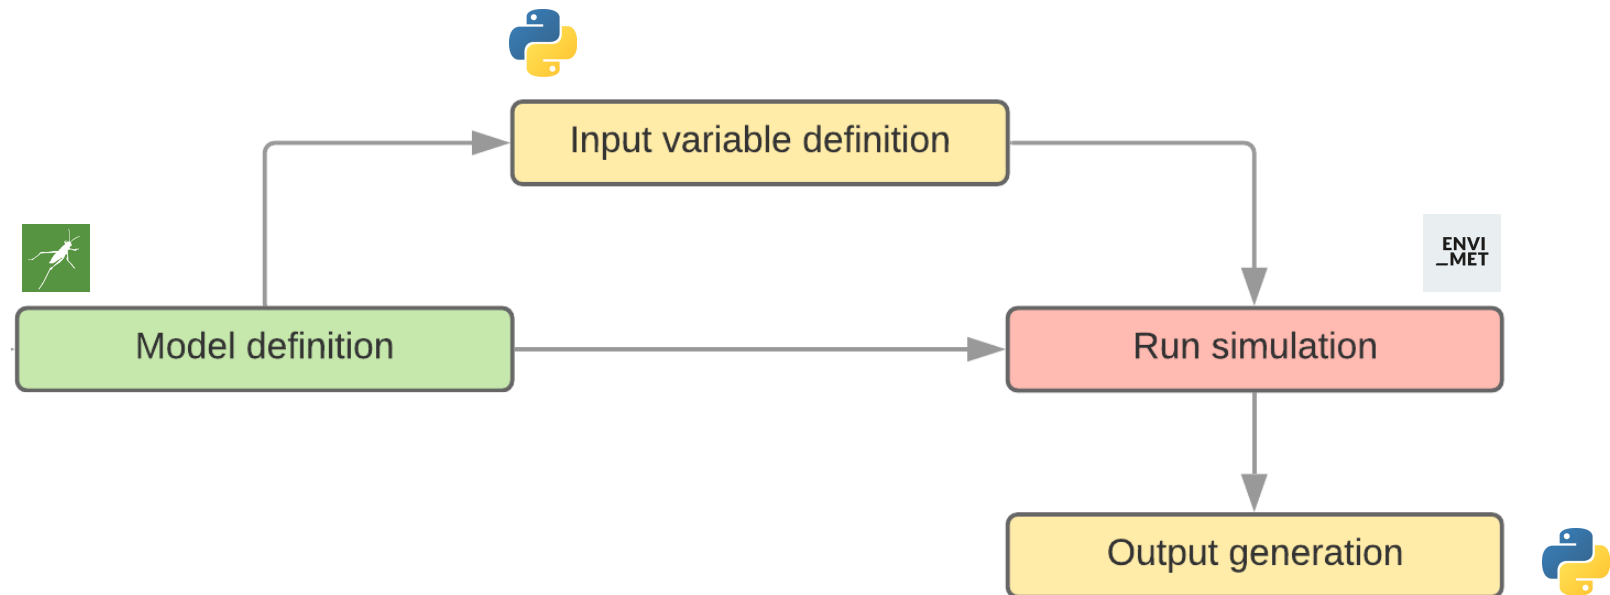 Input variable definition
ENVI
_MET
Model definition
Run simulation
Output generation